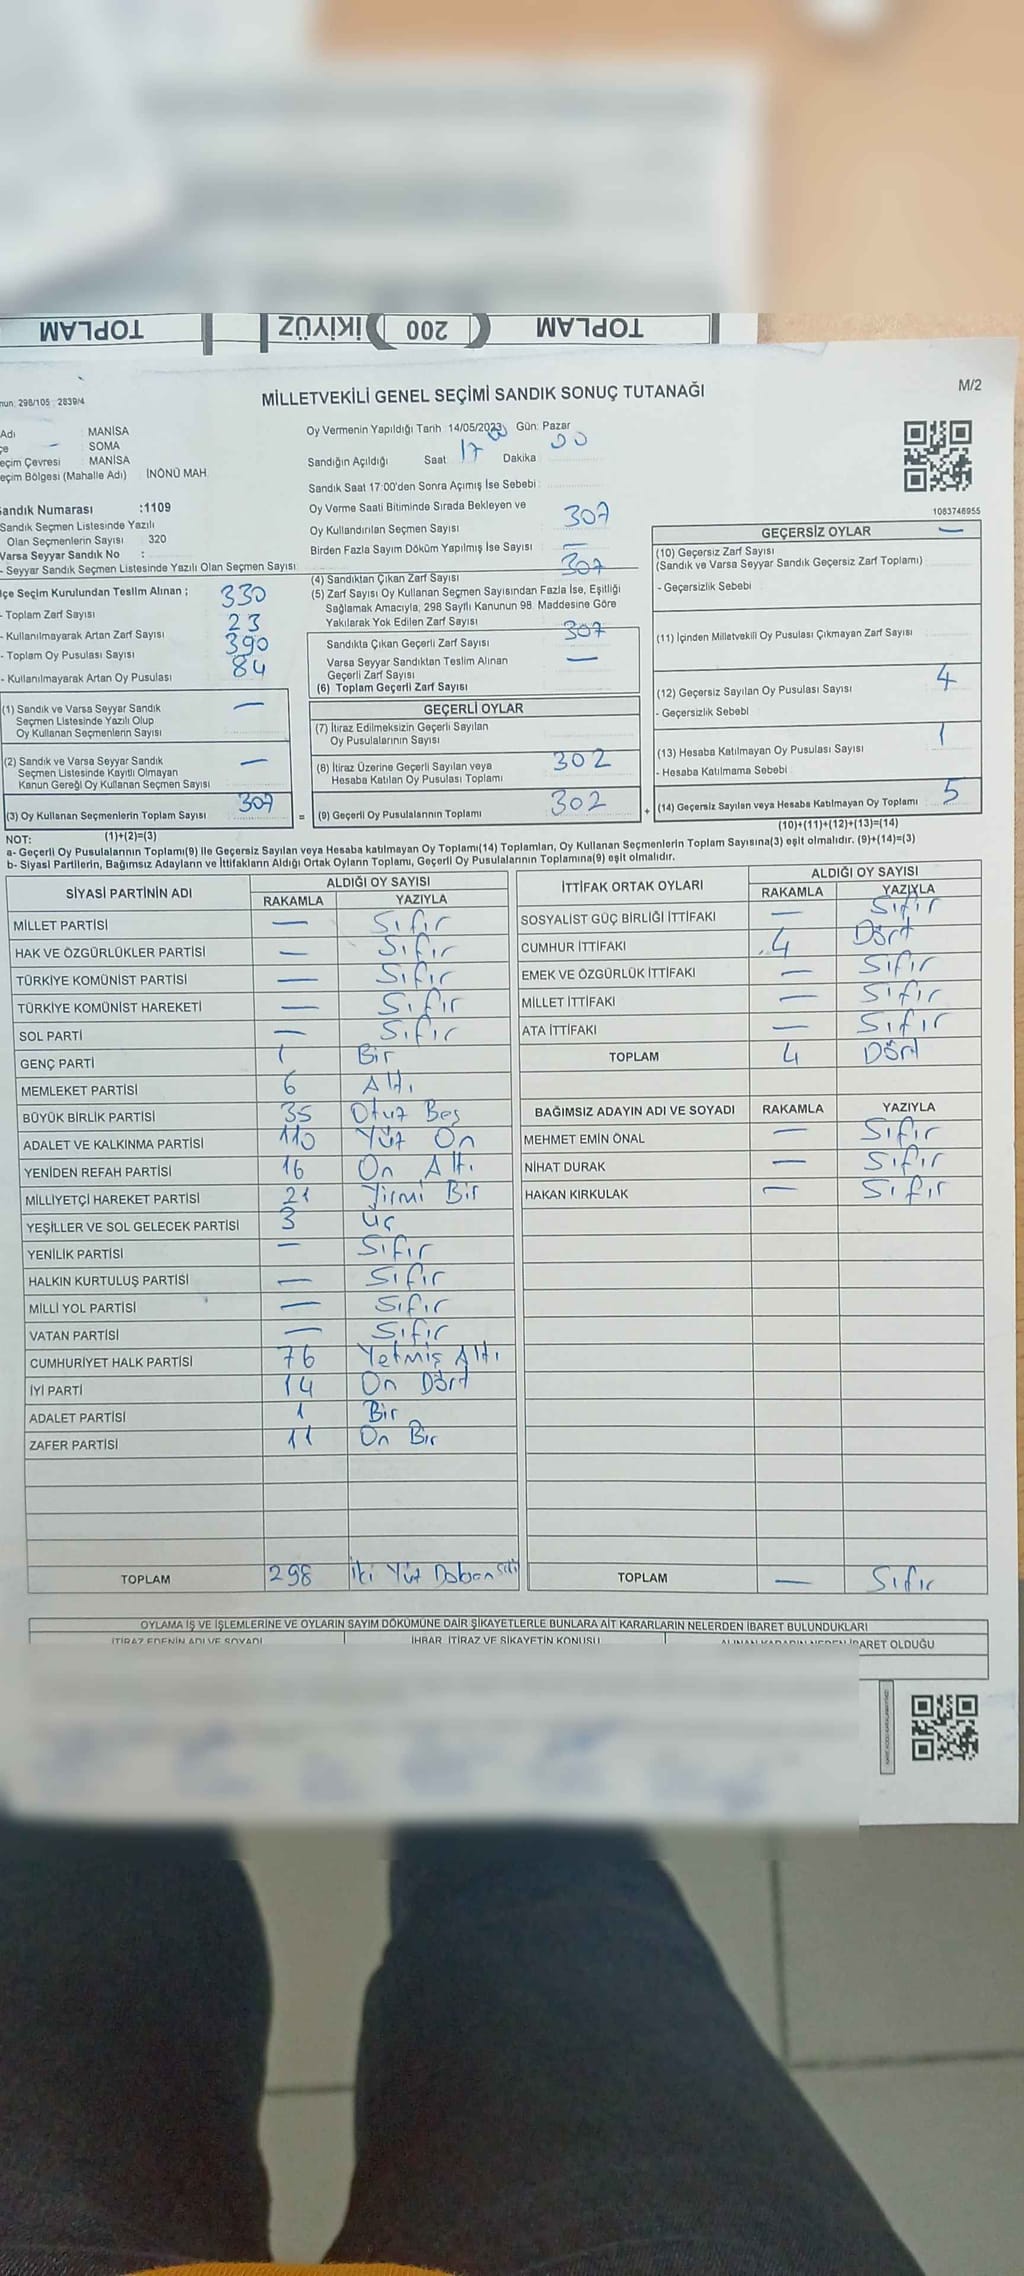 TOPLAM
200 (İKİYÜZ)
TOPLAM
MİLLETVEKİLİ GENEL SEÇİMİ SANDIK SONUÇ TUTANAĞI
M/2
nun: 298/105 : 2839/4
Adı MANİSA
çe SOMA
eçim Çevresi MANİSA
eçim Bölgesi (Mahalle Adı) İNÖNÜ MAH.
andık Numarası :1109
Sandık Seçmen Listesinde Yazılı
Olan Seçmenlerin Sayısı : 320
Varsa Seyyar Sandık No :
- Seyyar Sandık Seçmen Listesinde Yazılı Olan Seçmen Sayısı
lçe Seçim Kurulundan Teslim Alınan ;
- Toplam Zarf Sayısı 330
- Kullanılmayarak Artan Zarf Sayısı 23
- Toplam Oy Pusulası Sayısı 390
- Kullanılmayarak Artan Oy Pusulası 84
(1) Sandık ve Varsa Seyyar Sandık
Seçmen Listesinde Yazılı Olup
Oy Kullanan Seçmenlerin Sayısı —
(2) Sandık ve Varsa Seyyar Sandık
Seçmen Listesinde Kayıtlı Olmayan
Kanun Gereği Oy Kullanan Seçmen Sayısı —
(3) Oy Kullanan Seçmenlerin Toplam Sayısı 307
(1)+(2)=(3)
Oy Vermenin Yapıldığı Tarih 14/05/2023 Gün: Pazar
Sandığın Açıldığı Saat 17 Dakika 00
Sandık Saat 17:00'den Sonra Açımış İse Sebebi :
Oy Verme Saati Bitiminde Sırada Bekleyen ve
Oy Kullandırılan Seçmen Sayısı 307
Birden Fazla Sayım Döküm Yapılmış İse Sayısı —
(4) Sandıktan Çıkan Zarf Sayısı 307
(5) Zarf Sayısı Oy Kullanan Seçmen Sayısından Fazla İse, Eşitliği
Sağlamak Amacıyla, 298 Sayılı Kanunun 98. Maddesine Göre
Yakılarak Yok Edilen Zarf Sayısı
Sandıkta Çıkan Geçerli Zarf Sayısı 307
Varsa Seyyar Sandıktan Teslim Alınan
Geçerli Zarf Sayısı —
(6) Toplam Geçerli Zarf Sayısı
GEÇERLİ OYLAR
(7) İtiraz Edilmeksizin Geçerli Sayılan
Oy Pusulalarının Sayısı
(8) İtiraz Üzerine Geçerli Sayılan veya
Hesaba Katılan Oy Pusulası Toplamı 302
= (9) Geçerli Oy Pusulalarının Toplamı 302
1083746955
GEÇERSİZ OYLAR
(10) Geçersiz Zarf Sayısı —
(Sandık ve Varsa Seyyar Sandık Geçersiz Zarf Toplamı)
- Geçersizlik Sebebi
(11) İçinden Milletvekili Oy Pusulası Çıkmayan Zarf Sayısı
(12) Geçersiz Sayılan Oy Pusulası Sayısı 4
- Geçersizlik Sebebi
(13) Hesaba Katılmayan Oy Pusulası Sayısı 1
- Hesaba Katılmama Sebebi
+ (14) Geçersiz Sayılan veya Hesaba Katılmayan Oy Toplamı 5
(10)+(11)+(12)+(13)=(14)
NOT:
a- Geçerli Oy Pusulalarının Toplamı(9) ile Geçersiz Sayılan veya Hesaba katılmayan Oy Toplamı(14) Toplamları, Oy Kullanan Seçmenlerin Toplam Sayısına(3) eşit olmalıdır. (9)+(14)=(3)
b- Siyasi Partilerin, Bağımsız Adayların ve İttifakların Aldığı Ortak Oyların Toplamı, Geçerli Oy Pusulalarının Toplamına(9) eşit olmalıdır.
SİYASİ PARTİNİN ADI
ALDIĞI OY SAYISI
RAKAMLA YAZIYLA
MİLLET PARTİSİ — Sıfır
HAK VE ÖZGÜRLÜKLER PARTİSİ — Sıfır
TÜRKİYE KOMÜNİST PARTİSİ — Sıfır
TÜRKİYE KOMÜNİST HAREKETİ — Sıfır
SOL PARTİ — Sıfır
GENÇ PARTİ 1 Bir
MEMLEKET PARTİSİ 6 Altı
BÜYÜK BİRLİK PARTİSİ 35 Otuz Beş
ADALET VE KALKINMA PARTİSİ 110 Yüz On
YENİDEN REFAH PARTİSİ 16 On Altı
MİLLİYETÇİ HAREKET PARTİSİ 21 Yirmi Bir
YEŞİLLER VE SOL GELECEK PARTİSİ 3 Üç
YENİLİK PARTİSİ — Sıfır
HALKIN KURTULUŞ PARTİSİ — Sıfır
MİLLİ YOL PARTİSİ — Sıfır
VATAN PARTİSİ — Sıfır
CUMHURİYET HALK PARTİSİ 76 Yetmiş Altı
İYİ PARTİ 14 On Dört
ADALET PARTİSİ 1 Bir
ZAFER PARTİSİ 11 On Bir
TOPLAM 298 İki Yüz Doksan
İTTİFAK ORTAK OYLARI
ALDIĞI OY SAYISI
RAKAMLA YAZIYLA
SOSYALİST GÜÇ BİRLİĞİ İTTİFAKI — Sıfır
CUMHUR İTTİFAKI 4 Dört
EMEK VE ÖZGÜRLÜK İTTİFAKI — Sıfır
MİLLET İTTİFAKI — Sıfır
ATA İTTİFAKI — Sıfır
TOPLAM 4 Dört
BAĞIMSIZ ADAYIN ADI VE SOYADI RAKAMLA YAZIYLA
MEHMET EMİN ÖNAL — Sıfır
NİHAT DURAK — Sıfır
HAKAN KIRKULAK — Sıfır
TOPLAM — Sıfır
OYLAMA İŞ VE İŞLEMLERİNE VE OYLARIN SAYIM DÖKÜMÜNE DAİR ŞİKAYETLERLE BUNLARA AİT KARARLARIN NELERDEN İBARET BULUNDUKLARI
İTİRAZ EDENİN ADI VE SOYADI İHBAR, İTİRAZ VE ŞİKAYETİN KONUSU ALINAN KARARIN NEDEN İBARET OLDUĞU